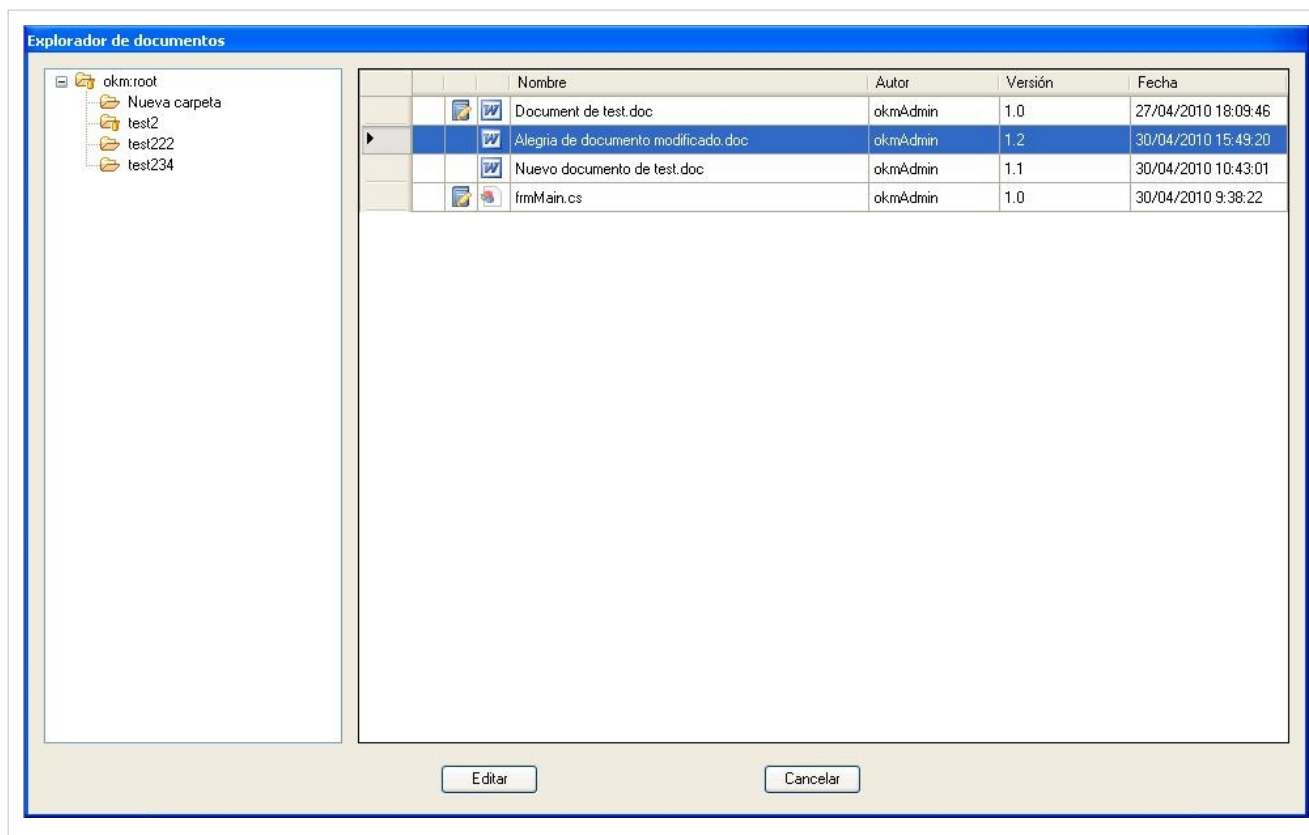 Explorador de documentos
okm:root
Nueva carpeta
test2
test222
test234
Nombre Autor Versión Fecha
Document de test.doc okmAdmin 1.0 27/04/2010 18:09:46
Alegria de documento modificado.doc okmAdmin 1.2 30/04/2010 15:49:20
Nuevo documento de test.doc okmAdmin 1.1 30/04/2010 10:43:01
frmMain.cs okmAdmin 1.0 30/04/2010 9:38:22
Editar Cancelar